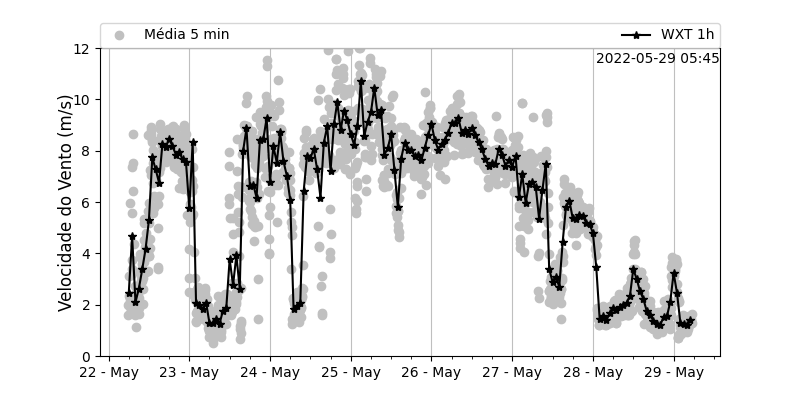 Média 5 min
WXT 1h
2022-05-29 05:45
Velocidade do Vento (m/s)
12
10
8
6
4
2
0
22 - May
23 - May
24 - May
25 - May
26 - May
27 - May
28 - May
29 - May